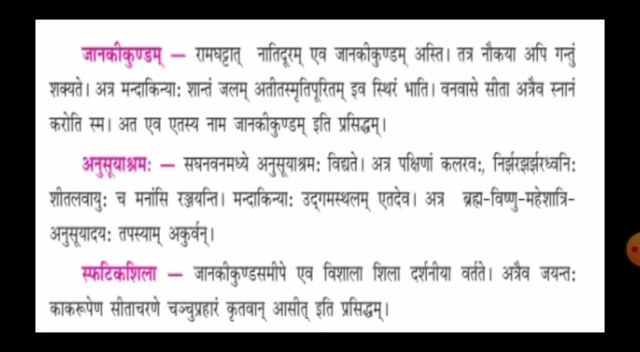 जानकीकुण्डम् — रामघट्टात् नातिदूरम् एव जानकीकुण्डम् अस्ति। तत्र नौकया अपि गन्तुं
शक्यते। अत्र मन्दाकिन्याः शान्तं जलम् अतीतस्मृतिपूरितम् इव स्थिरं भाति। वनवासे सीता अत्रैव स्नानं
करोति स्म। अत एव एतस्य नाम जानकीकुण्डम् इति प्रसिद्धम्।
अनुसूयाश्रमः — सघनवनमध्ये अनुसूयाश्रमः विद्यते। अत्र पक्षिणां कलरवः, निर्झरझर्झरध्वनिः
शीतलवायुः च मनांसि रञ्जयन्ति। मन्दाकिन्याः उद्गमस्थलम् एतदेव। अत्र ब्रह्म-विष्णु-महेशात्रि-
अनुसूयादयः तपस्याम् अकुर्वन्।
स्फटिकशिला — जानकीकुण्डसमीपे एव विशाला शिला दर्शनीया वर्तते। अत्रैव जयन्तः
काकरूपेण सीताचरणे चञ्चुप्रहारं कृतवान् आसीत् इति प्रसिद्धम्।